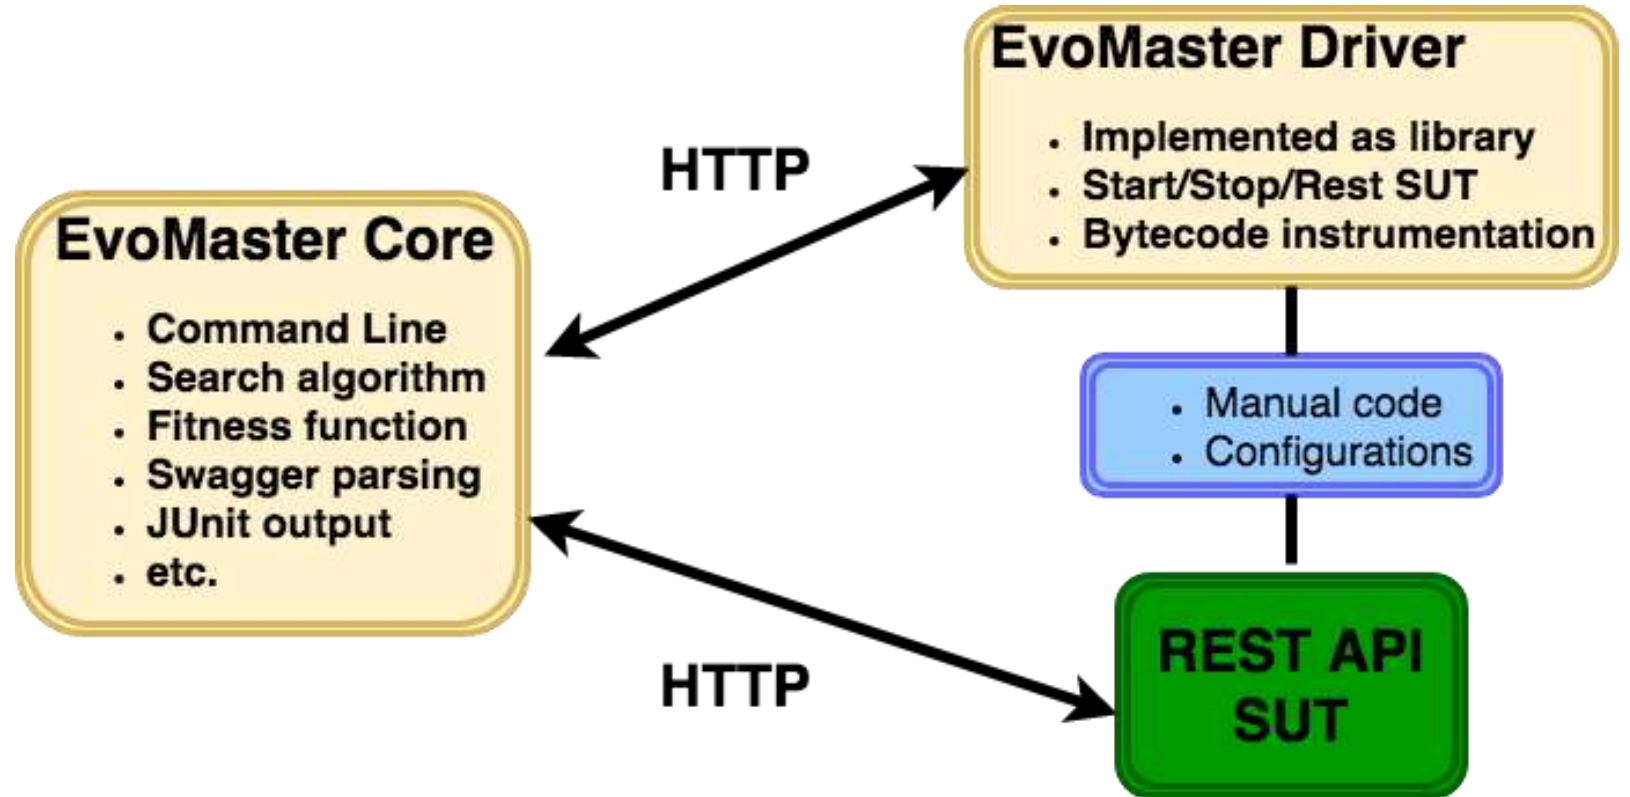 EvoMaster Driver
• Implemented as library
• Start/Stop/Rest SUT
• Bytecode instrumentation
HTTP
EvoMaster Core
• Command Line
• Search algorithm
• Fitness function
• Swagger parsing
• JUnit output
• etc.
• Manual code
• Configurations
HTTP
REST API
SUT